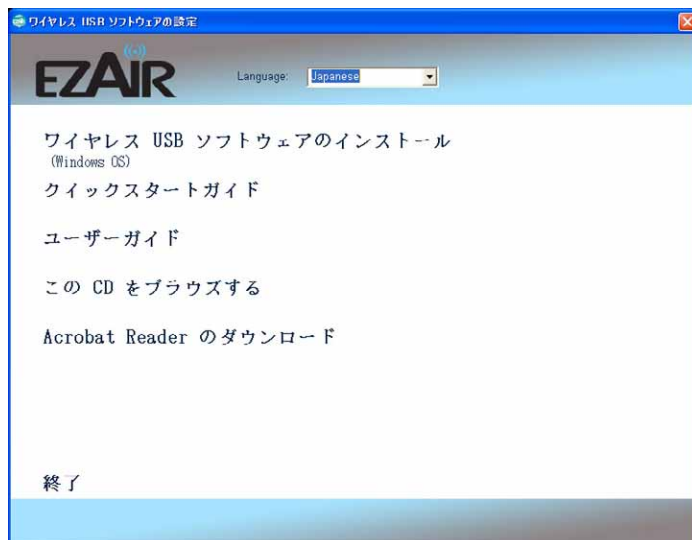 ワイヤレス USB ソフトウェアの設定
EZAIR
Language: Japanese
ワイヤレス USB ソフトウェアのインストール
(Windows OS)
クイックスタートガイド
ユーザーガイド
この CD をブラウズする
Acrobat Reader のダウンロード
終了